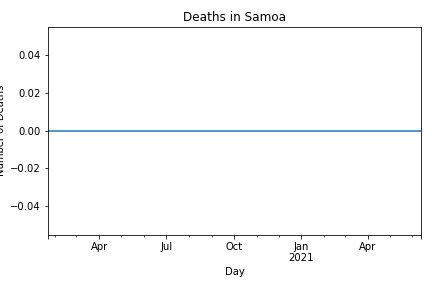 Deaths in Samoa
Number of Deaths
0.04
0.02
0.00
−0.02
−0.04
Apr
Jul
Oct
Jan
2021
Apr
Day